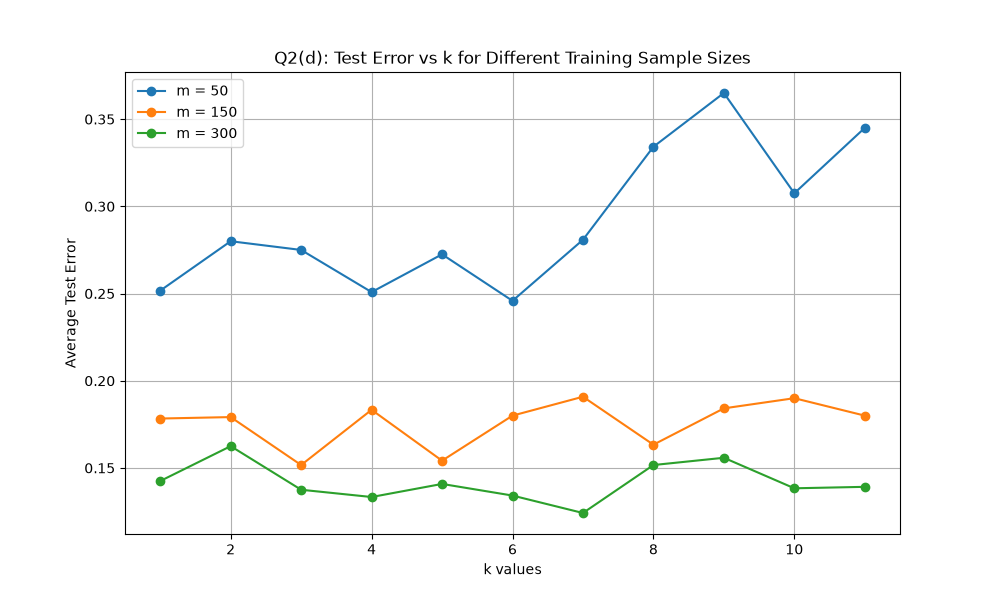 Q2(d): Test Error vs k for Different Training Sample Sizes
m = 50
m = 150
m = 300
Average Test Error
0.35
0.30
0.25
0.20
0.15
2 4 6 8 10
k values